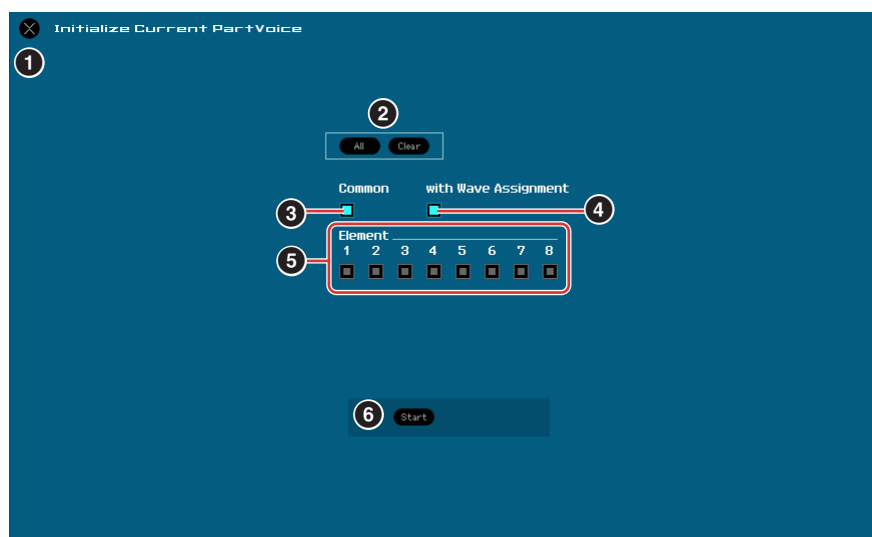 Initialize Current PartVoice
1
2
All Clear
Common with Wave Assignment
3 4
Element
5
1 2 3 4 5 6 7 8
6 Start